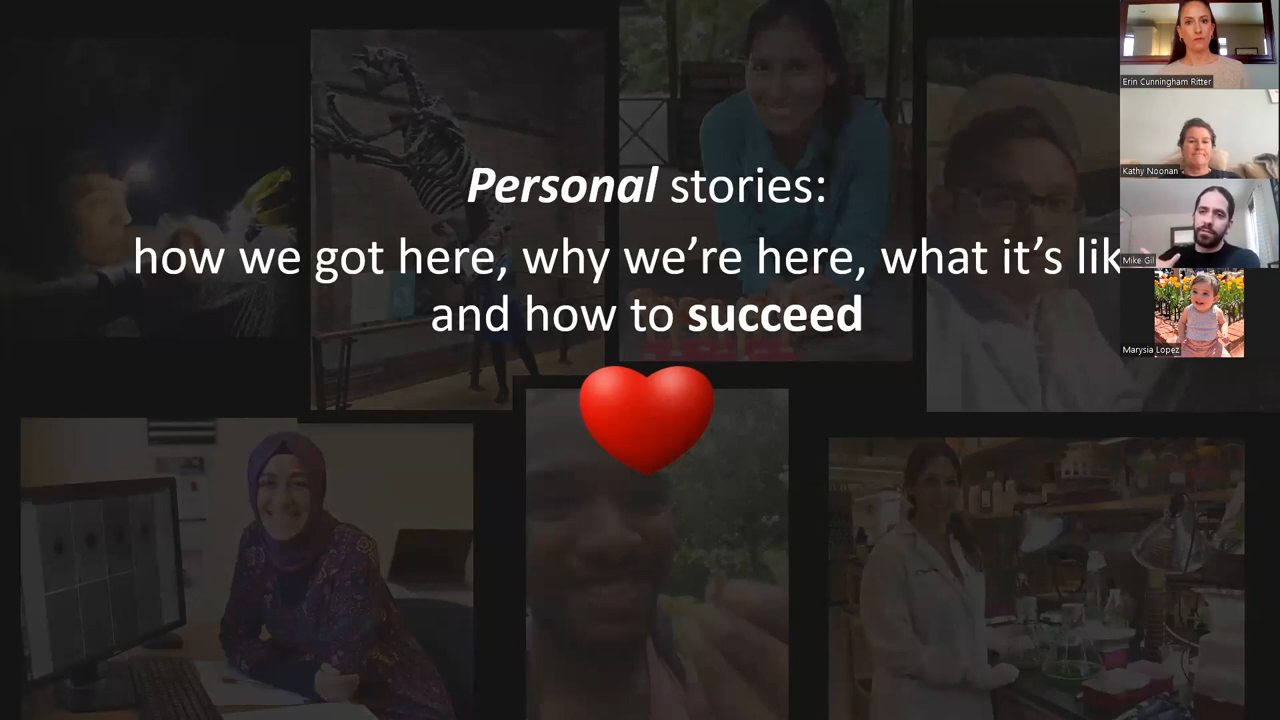 Personal stories:
how we got here, why we’re here, what it’s lik
and how to succeed
Erin Cunningham Ritter
Kathy Noonan
Mike Gil
Marysia Lopez